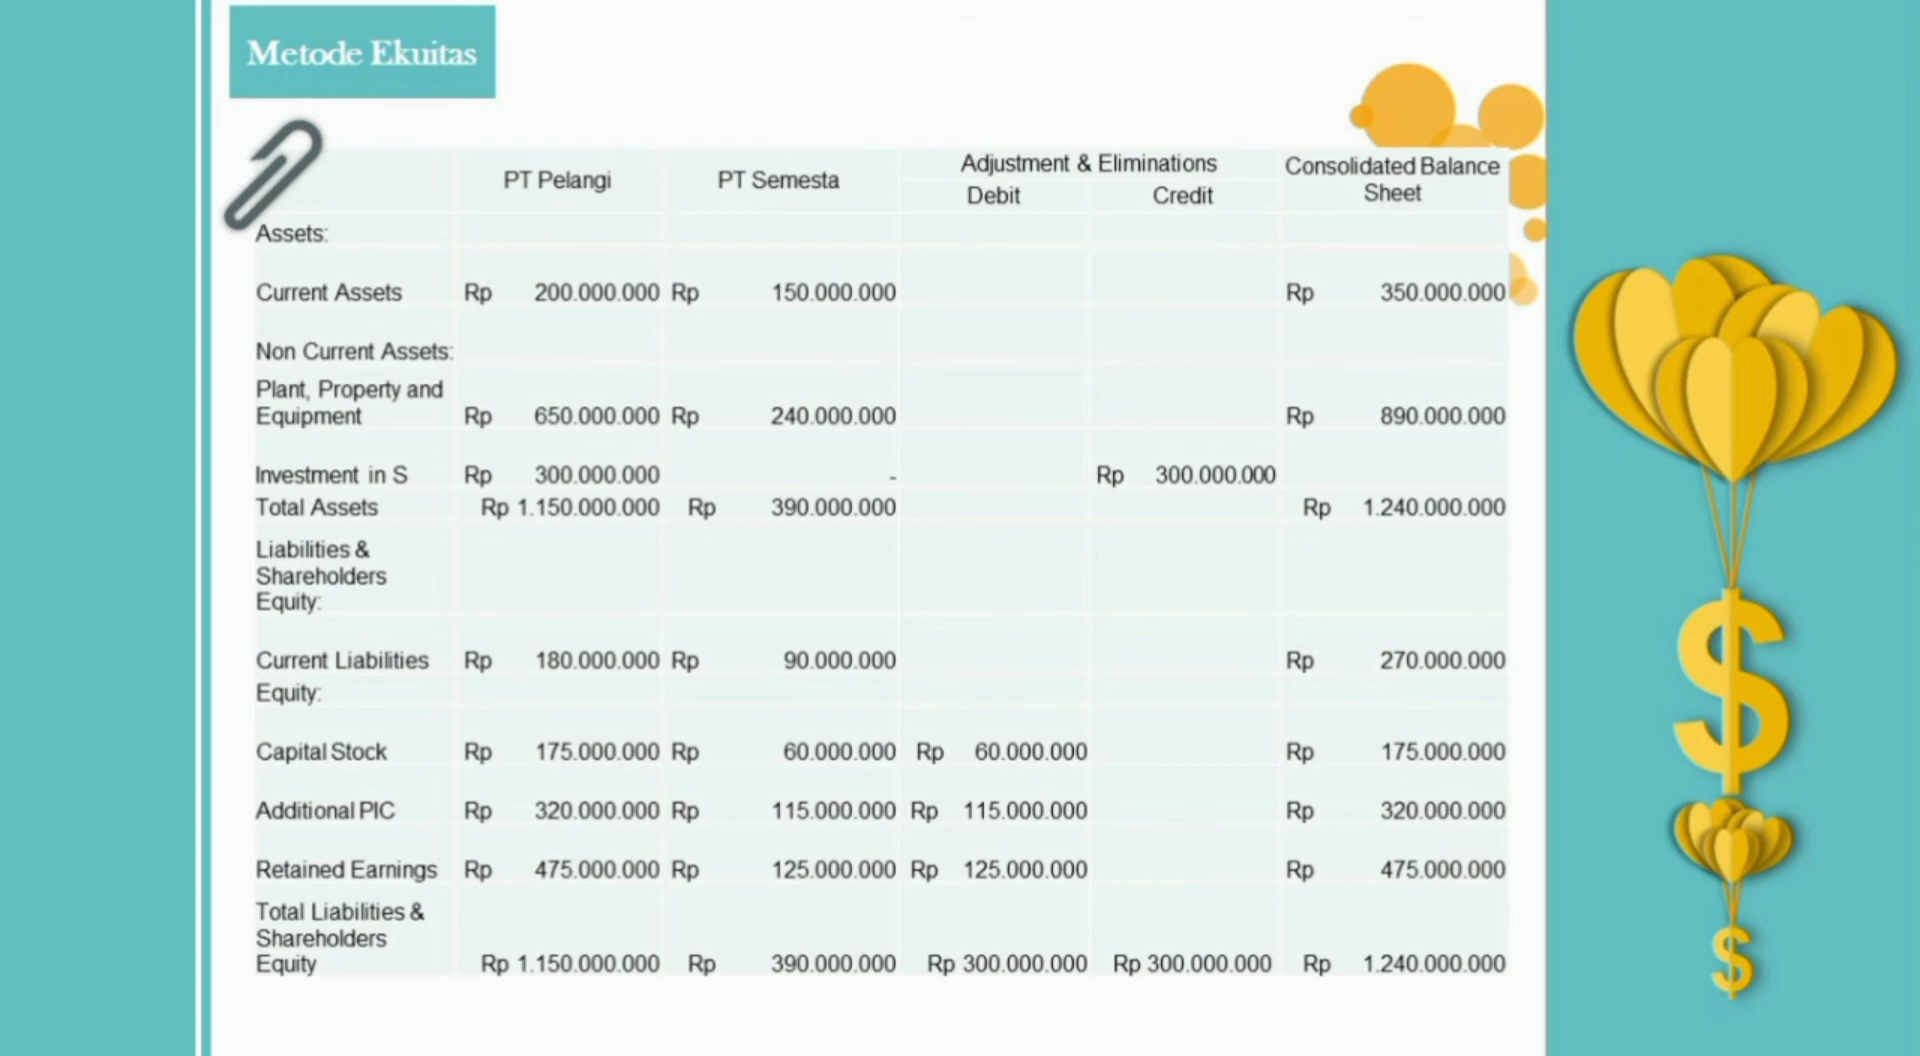 Metode Ekuitas
PT Pelangi PT Semesta Adjustment & Eliminations Consolidated Balance Sheet
Debit Credit
Assets:
Current Assets Rp 200.000.000 Rp 150.000.000 Rp 350.000.000
Non Current Assets:
Plant, Property and
Equipment Rp 650.000.000 Rp 240.000.000 Rp 890.000.000
Investment in S Rp 300.000.000 - Rp 300.000.000
Total Assets Rp 1.150.000.000 Rp 390.000.000 Rp 1.240.000.000
Liabilities &
Shareholders
Equity:
Current Liabilities Rp 180.000.000 Rp 90.000.000 Rp 270.000.000
Equity:
Capital Stock Rp 175.000.000 Rp 60.000.000 Rp 60.000.000 Rp 175.000.000
Additional PIC Rp 320.000.000 Rp 115.000.000 Rp 115.000.000 Rp 320.000.000
Retained Earnings Rp 475.000.000 Rp 125.000.000 Rp 125.000.000 Rp 475.000.000
Total Liabilities &
Shareholders
Equity Rp 1.150.000.000 Rp 390.000.000 Rp 300.000.000 Rp 300.000.000 Rp 1.240.000.000
$
$